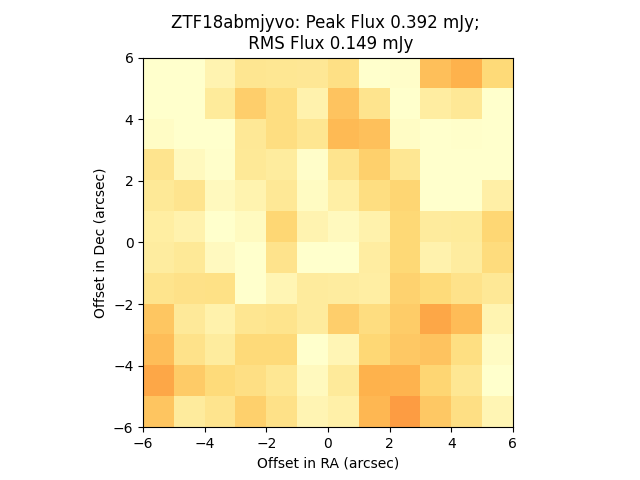 ZTF18abmjyvo: Peak Flux 0.392 mJy;
RMS Flux 0.149 mJy
6
4
2
0
−2
−4
−6
Offset in Dec (arcsec)
−6 −4 −2 0 2 4 6
Offset in RA (arcsec)